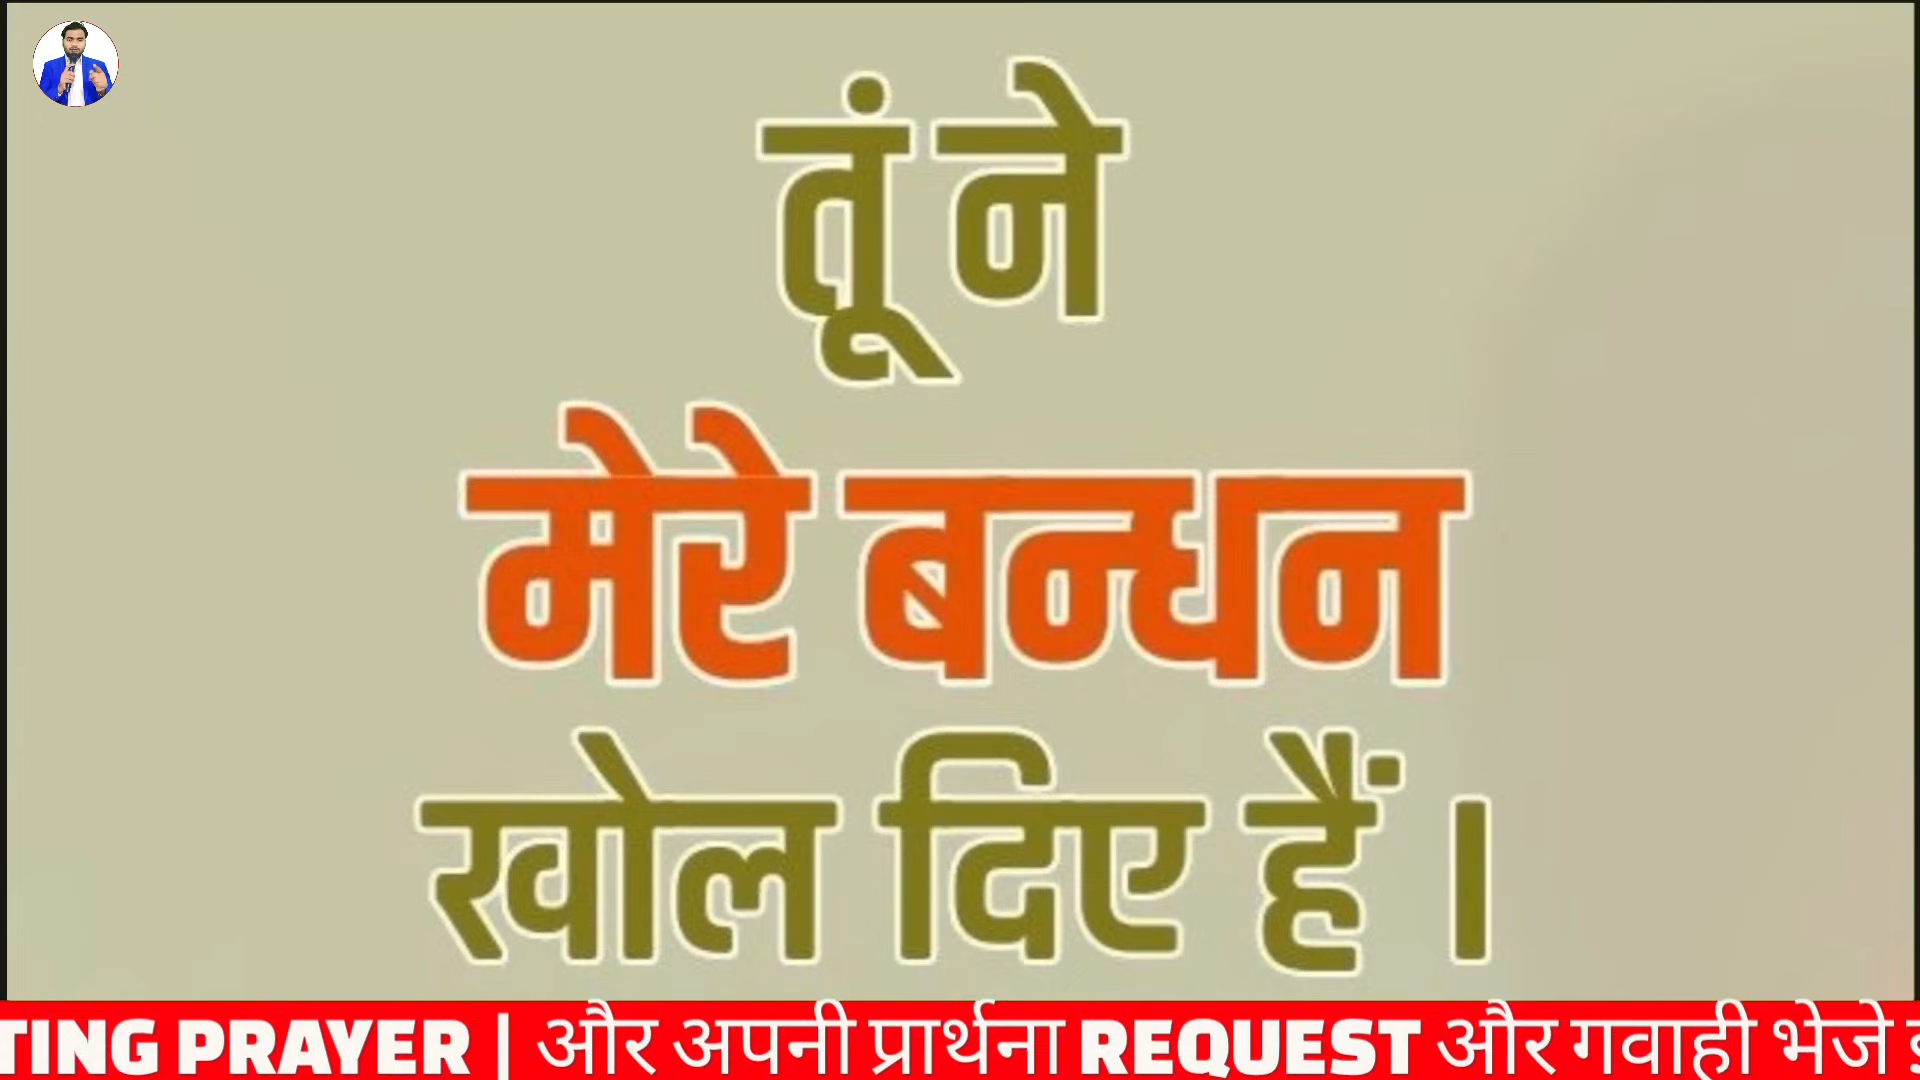 तूं ने
मेरे बन्धन
खोल दिए हैं ।
TING PRAYER | और अपनी प्रार्थना REQUEST और गवाही भेजे